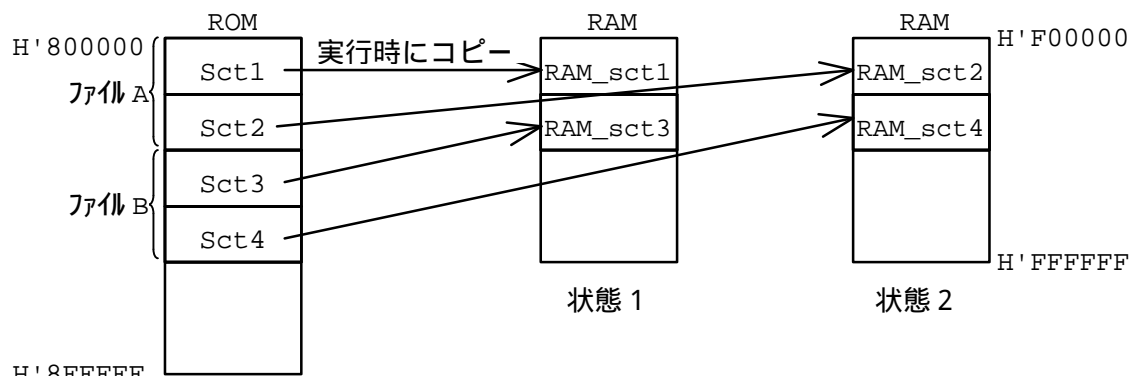 ROM RAM RAM
H'800000 実行時にコピー H'F00000
Sct1 RAM_sct1 RAM_sct2
ファイル A
Sct2 RAM_sct3 RAM_sct4
Sct3
ファイル B
Sct4
H'FFFFFF
状態 1 状態 2
H'8FFFFF